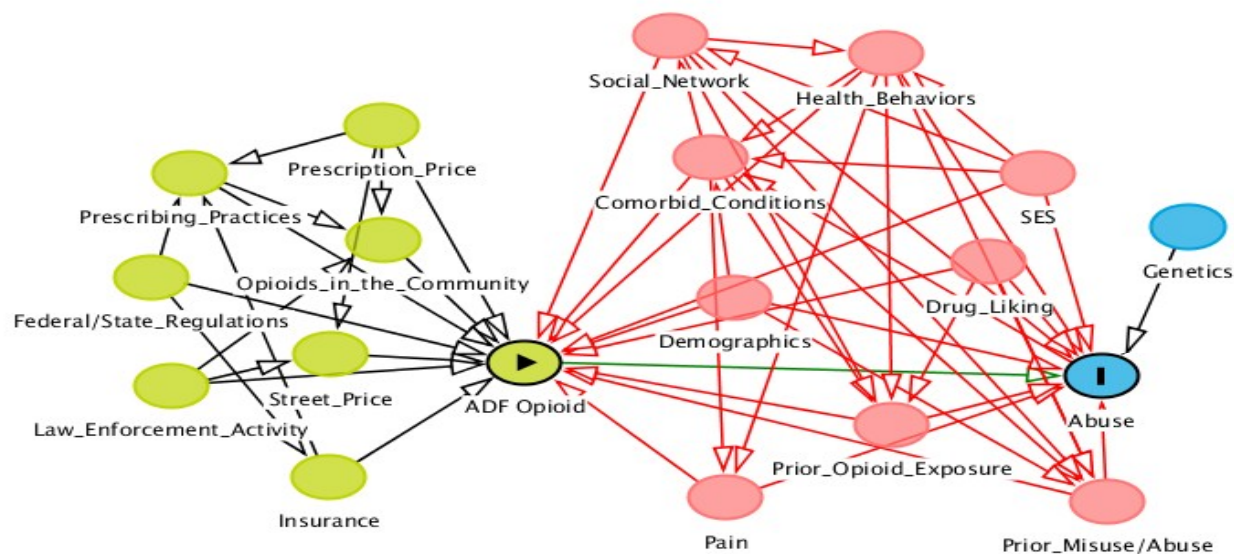 Social_Network
Health_Behaviors
Prescription_Price
Comorbid_Conditions
Prescribing_Practices
SES
Genetics
Opioids_in_the_Community
Drug_Liking
Federal/State_Regulations
Demographics
Street_Price
ADF Opioid
Abuse
Law_Enforcement_Activity
Prior_Opioid_Exposure
Insurance
Pain
Prior_Misuse/Abuse